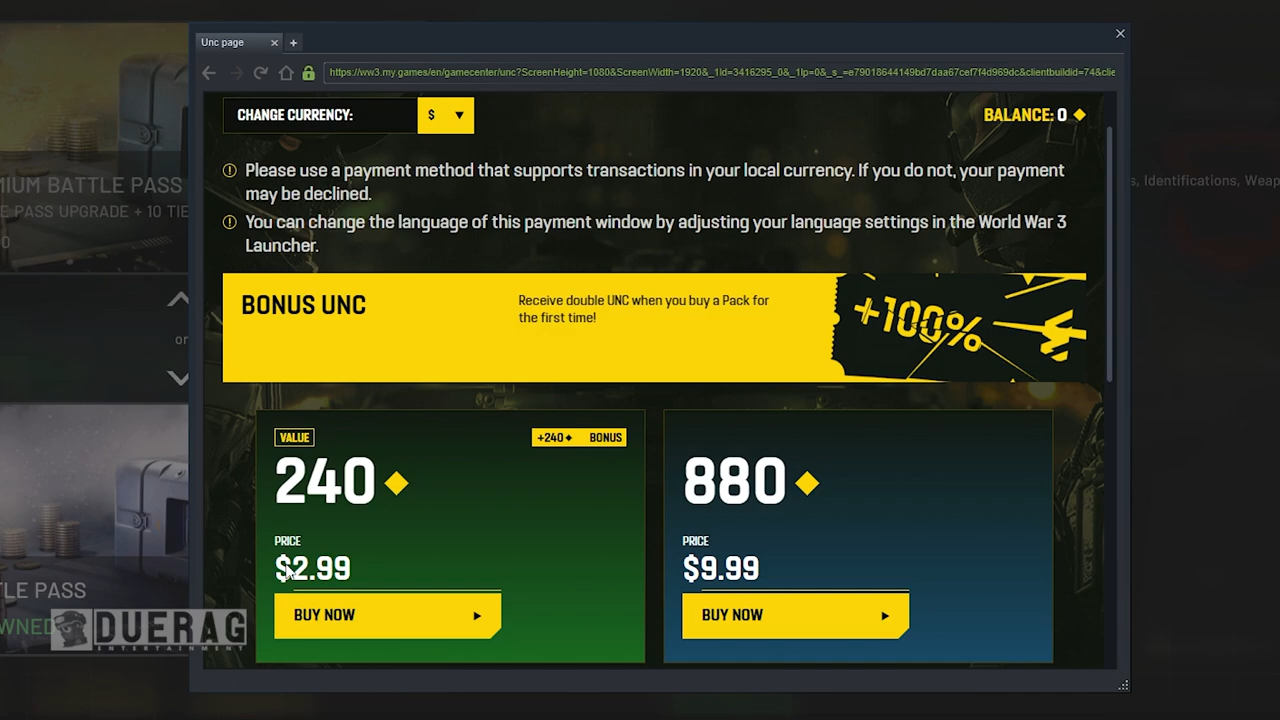 Unc page
https://ww3.my.games/en/gamecenter/unc?ScreenHeight=1080&ScreenWidth=1920&_1ld=3416295_0&_1lp=0&_s_=e79018644149bd7daa67cef7f4d969dc&clientbuildid=74&clie
CHANGE CURRENCY:
$
BALANCE: 0
Please use a payment method that supports transactions in your local currency. If you do not, your payment
may be declined.
You can change the language of this payment window by adjusting your language settings in the World War 3
Launcher.
BONUS UNC
Receive double UNC when you buy a Pack for
the first time!
+100%
VALUE
+240 BONUS
240
PRICE
$2.99
BUY NOW
880
PRICE
$9.99
BUY NOW
MIUM BATTLE PASS
E PASS UPGRADE + 10 TIE
0
or
s, Identifications, Weap
TLE PASS
WNED
DUERAG
ENTERTAINMENT